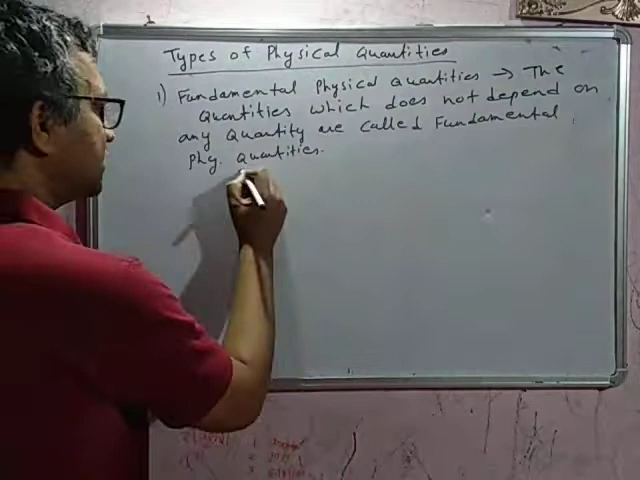 Types of Physical Quantities
1) Fundamental Physical Quantities → The
Quantities which does not depend on
any Quantity are called Fundamental
Phy. Quantities.